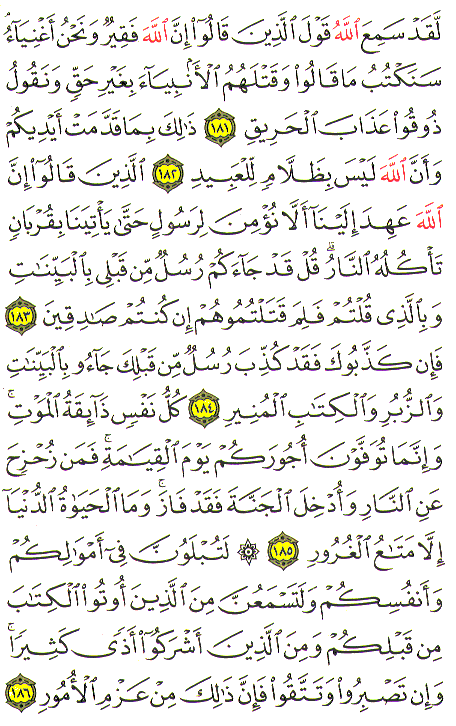 لَّقَدْ سَمِعَ ٱللَّهُ قَوْلَ ٱلَّذِينَ قَالُوٓا۟ إِنَّ ٱللَّهَ فَقِيرٌ وَنَحْنُ أَغْنِيَآءُ
سَنَكْتُبُ مَا قَالُوا۟ وَقَتْلَهُمُ ٱلْأَنۢبِيَآءَ بِغَيْرِ حَقٍّ وَنَقُولُ
ذُوقُوا۟ عَذَابَ ٱلْحَرِيقِ ١٨١ ذَٰلِكَ بِمَا قَدَّمَتْ أَيْدِيكُمْ
وَأَنَّ ٱللَّهَ لَيْسَ بِظَلَّامٍ لِّلْعَبِيدِ ١٨٢ ٱلَّذِينَ قَالُوٓا۟ إِنَّ
ٱللَّهَ عَهِدَ إِلَيْنَآ أَلَّا نُؤْمِنَ لِرَسُولٍ حَتَّىٰ يَأْتِيَنَا بِقُرْبَانٍ
تَأْكُلُهُ ٱلنَّارُ ۗ قُلْ قَدْ جَآءَكُمْ رُسُلٌ مِّن قَبْلِى بِٱلْبَيِّنَـٰتِ
وَبِٱلَّذِى قُلْتُمْ فَلِمَ قَتَلْتُمُوهُمْ إِن كُنتُمْ صَـٰدِقِينَ ١٨٣
فَإِن كَذَّبُوكَ فَقَدْ كُذِّبَ رُسُلٌ مِّن قَبْلِكَ جَآءُو بِٱلْبَيِّنَـٰتِ
وَٱلزُّبُرِ وَٱلْكِتَـٰبِ ٱلْمُنِيرِ ١٨٤ كُلُّ نَفْسٍ ذَآئِقَةُ ٱلْمَوْتِ ۗ
وَإِنَّمَا تُوَفَّوْنَ أُجُورَكُمْ يَوْمَ ٱلْقِيَـٰمَةِ ۖ فَمَن زُحْزِحَ
عَنِ ٱلنَّارِ وَأُدْخِلَ ٱلْجَنَّةَ فَقَدْ فَازَ ۗ وَمَا ٱلْحَيَوٰةُ ٱلدُّنْيَآ
إِلَّا مَتَـٰعُ ٱلْغُرُورِ ١٨٥ ۞ لَتُبْلَوُنَّ فِىٓ أَمْوَٰلِكُمْ
وَأَنفُسِكُمْ وَلَتَسْمَعُنَّ مِنَ ٱلَّذِينَ أُوتُوا۟ ٱلْكِتَـٰبَ
مِن قَبْلِكُمْ وَمِنَ ٱلَّذِينَ أَشْرَكُوٓا۟ أَذًى كَثِيرًا ۚ
وَإِن تَصْبِرُوا۟ وَتَتَّقُوا۟ فَإِنَّ ذَٰلِكَ مِنْ عَزْمِ ٱلْأُمُورِ ١٨٦